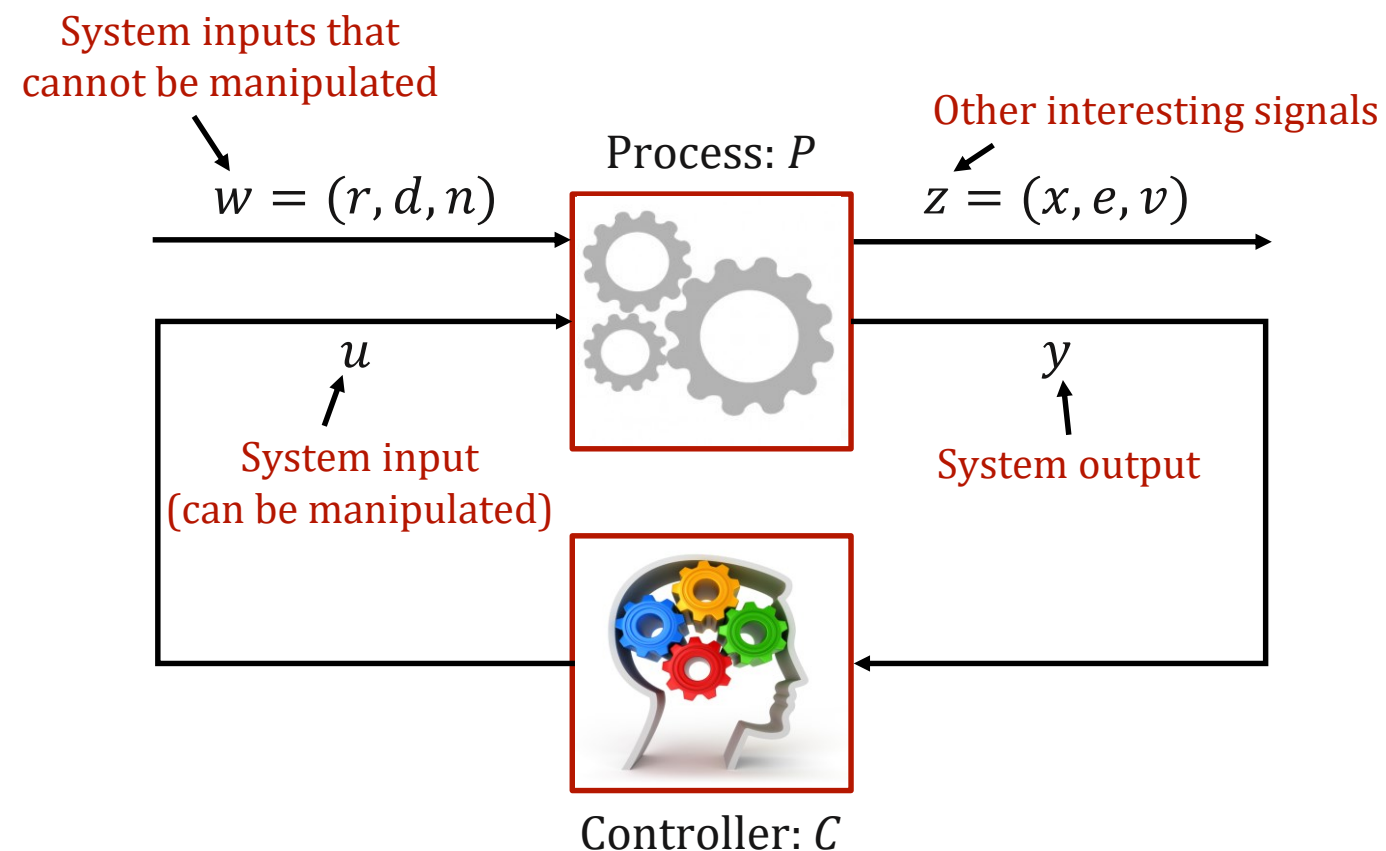 System inputs that
cannot be manipulated
Other interesting signals
Process: P
w = (r, d, n)
z = (x, e, v)
u
y
System input
(can be manipulated)
System output
Controller: C